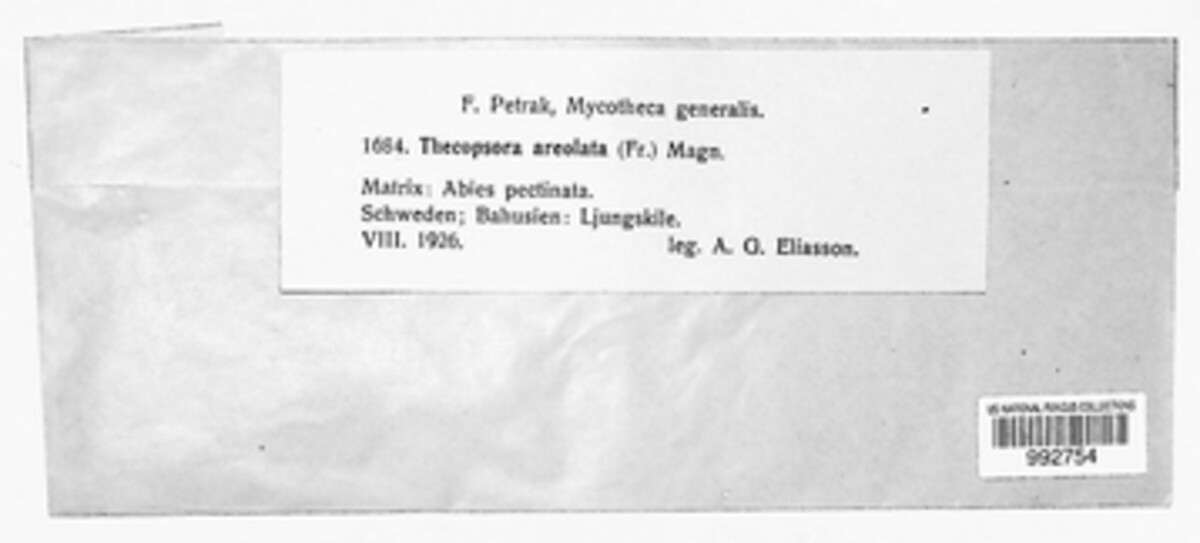 F. Petrak, Mycotheca generalis.
1684. Thecopsora areolata (Fr.) Magn.
Matrix: Abies pectinata.
Schweden; Bahusien: Ljungskile.
VIII. 1926. leg. A. G. Eliasson.
US NATIONAL FUNGUS COLLECTIONS
992754